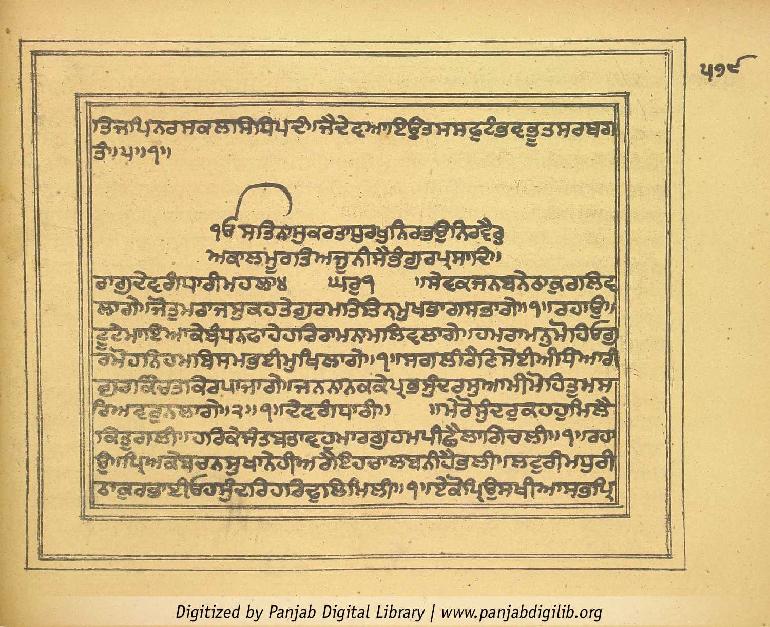 ੫੧੯
ਤਿਜਪਿਨਰਸਕਲਸਿਧਿਪਦੀ॥ਜੈਦੇਵਆਇਉਤਸਸਫੁਟੰਭਵਭੂਤਸਰਬਗ
ਤੰ॥੫॥੧॥
ੴ ਸਤਿਨਾਮੁਕਰਤਾਪੁਰਖੁਨਿਰਭਉਨਿਰਵੈਰੁ
ਅਕਾਲਮੂਰਤਿਅਜੂਨੀਸੈਭੰਗੁਰਪ੍ਰਸਾਦਿ॥
ਰਾਗੁਦੇਵਗੰਧਾਰੀਮਹਲਾ੪ ਘਰੁ੧ ॥ਸੇਵਕਜਨਬਨੇਠਾਕੁਰਲਿਵ
ਲਾਗੇ॥ਜੋਤੁਮਰਾਜਸੁਕਹਤੇਗੁਰਮਤਿਤਿਨਮੁਖਭਾਗਸਭਾਗੇ॥੧॥ਰਹਾਉ॥
ਟੂਟੇਮਾਇਆਕੇਬੰਧਨਫਾਹੇਹਰਿਰਾਮਨਾਮਲਿਵਲਾਗੇ॥ਹਮਰਾਮਨੁਮੋਹਿਓਗੁ
ਰਮੋਹਨਿਹਮਬਿਸਮਭਈਮੁਖਿਲਾਗੇ॥੧॥ਸਗਲੀਰੈਣਿਸੋਈਅੰਧਿਆਰੀ
ਗੁਰਕਿੰਚਤਕਿਰਪਾਜਾਗੇ॥ਜਨਨਾਨਕਕੇਪ੍ਰਭਸੁੰਦਰਸੁਆਮੀਮੋਹਿਤੁਮਸ
ਰਿਅਵਰੁਨਲਾਗੇ॥੨॥੧॥ਦੇਵਗੰਧਾਰੀ॥ ॥ਮੇਰੋਸੁੰਦਰੁਕਹਹੁਮਿਲੈ
ਕਿਤੁਗਲੀ॥ਹਰਿਕੇਸੰਤਬਤਾਵਹੁਮਾਰਗੁਹਮਪੀਛੈਲਾਗਿਚਲੀ॥੧॥ਰਹਾ
ਉ॥ਪ੍ਰਿਅਕੇਬਚਨਸੁਖਾਨੇਹੀਅਰੈਇਹਚਾਲਬਨੀਹੈਭਲੀ॥ਲਟੁਰੀਮਧੁਰੀ
ਠਾਕੁਰਭਾਈਓਹਸੁੰਦਰਿਹਰਿਢੁਲਿਮਿਲੀ॥੧॥ਏਕੋਪ੍ਰਿਉਸਖੀਆਸਭਪ੍ਰਿ
Digitized by Panjab Digital Library | www.panjabdigilib.org